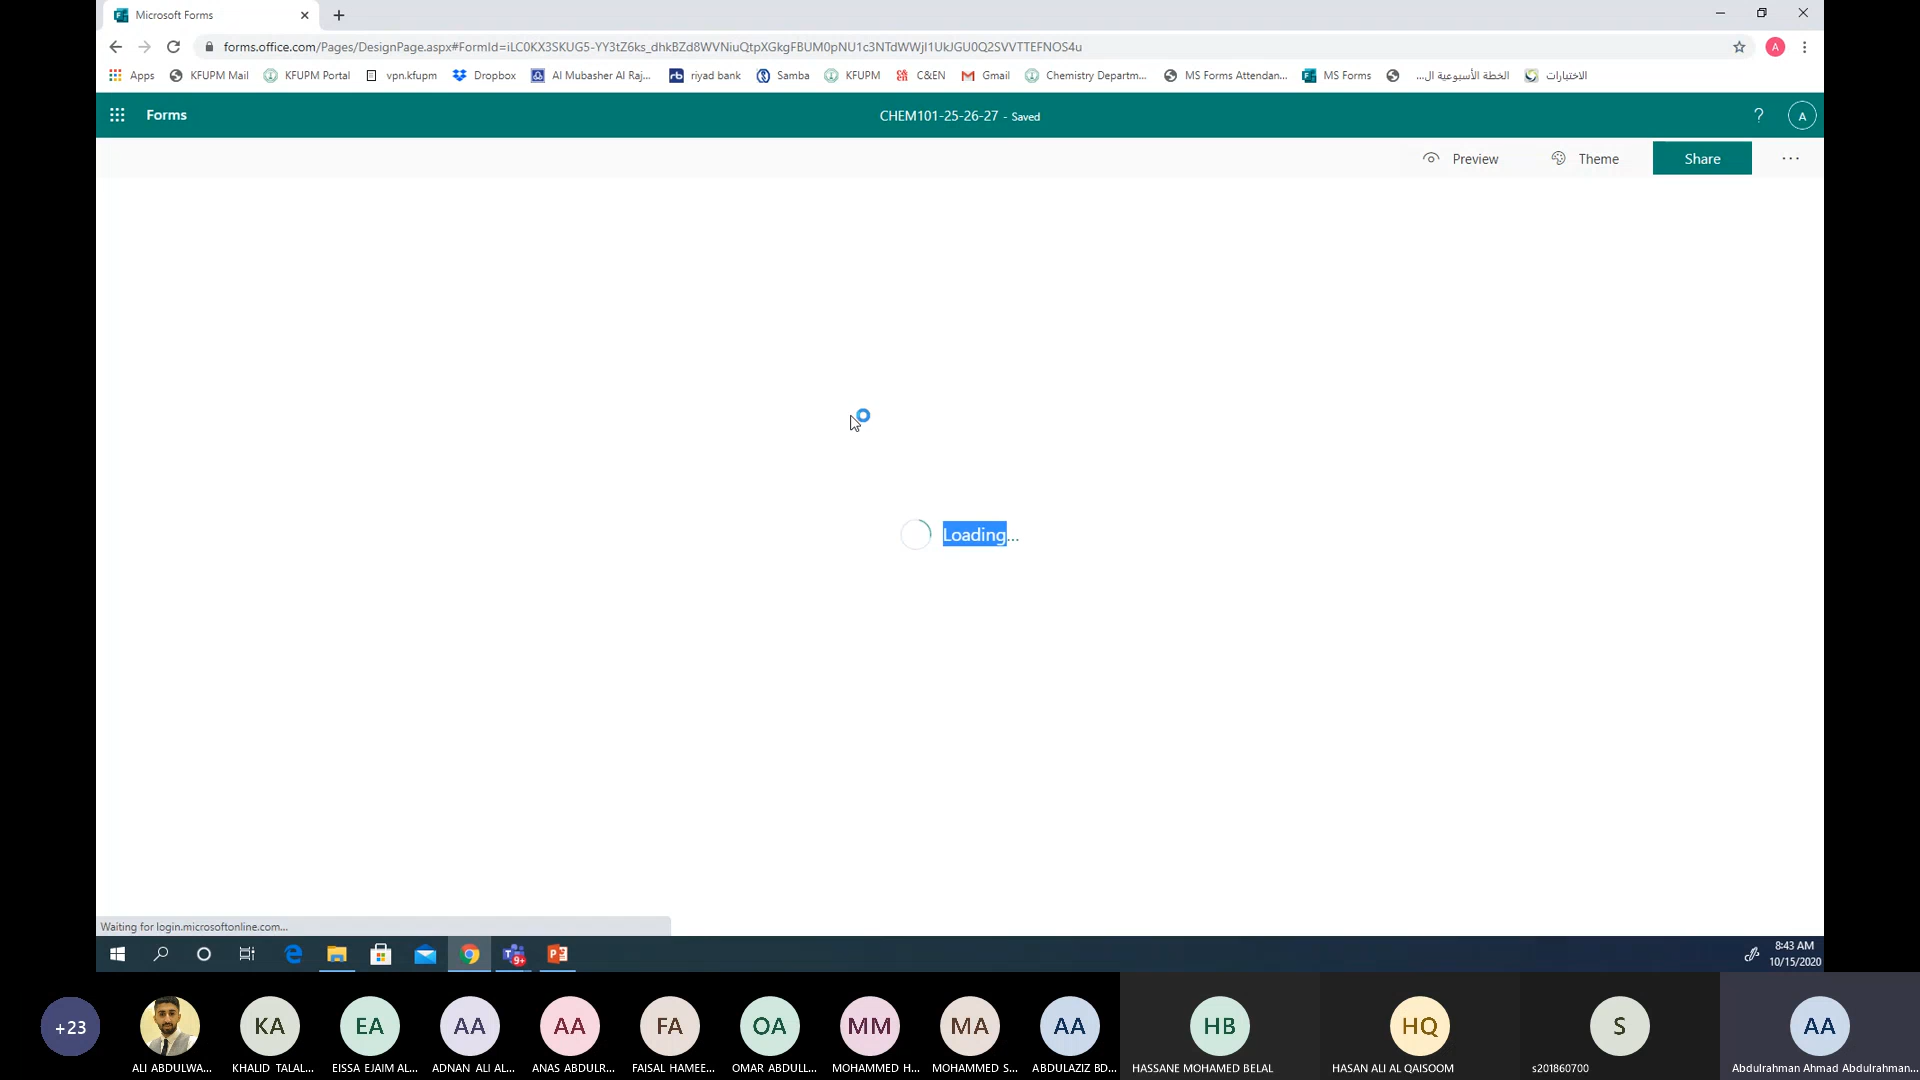 Microsoft Forms
forms.office.com/Pages/DesignPage.aspx#FormId=iLC0KX3SKUG5-YY3tZ6ks_dhkBZd8WVNiuQtpXGkgFBUM0pNU1c3NTdWWjI1UkJGU0Q2SVVTTEFNOS4u
A
Apps KFUPM Mail KFUPM Portal vpn.kfupm Dropbox Al Mubasher Al Raj... riyad bank Samba KFUPM C&EN Gmail Chemistry Departm... MS Forms Attendan... MS Forms الخطة الأسبوعية ال... الاختبارات
Forms
CHEM101-25-26-27 - Saved
? A
Preview Theme Share ...
Loading...
Waiting for login.microsoftonline.com...
9+
8:43 AM
10/15/2020
+23 KA EA AA AA FA OA MM MA AA HB HQ S AA
ALI ABDULWA... KHALID TALAL... EISSA EJAIM AL... ADNAN ALI AL... ANAS ABDULR... FAISAL HAMEE... OMAR ABDULL... MOHAMMED H... MOHAMMED S... ABDULAZIZ BD... HASSANE MOHAMED BELAL HASAN ALI AL QAISOOM s201860700 Abdulrahman Ahmad Abdulrahman...